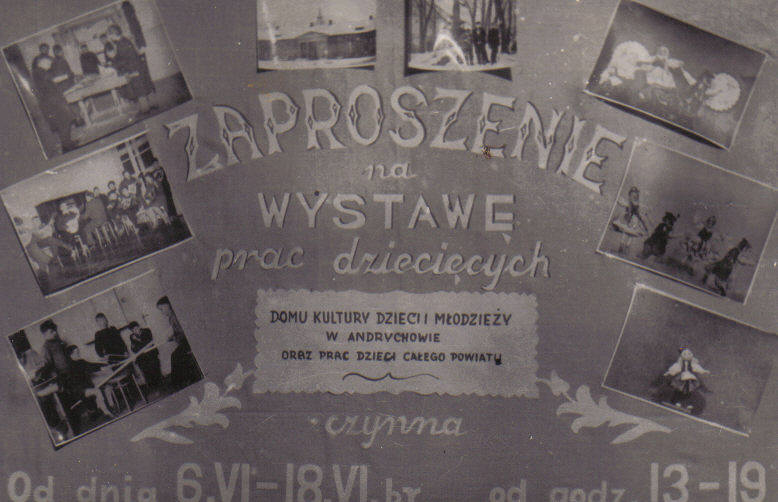 ZAPROSZENIE
na
WYSTAWĘ
prac dziecięcych
DOMU KULTURY DZIECI I MŁODZIEŻY
W ANDRYCHOWIE
ORAZ PRAC DZIECI CAŁEGO POWIATU
czynna
Od dnia 6.VI-18.VI.br od godz 13-19